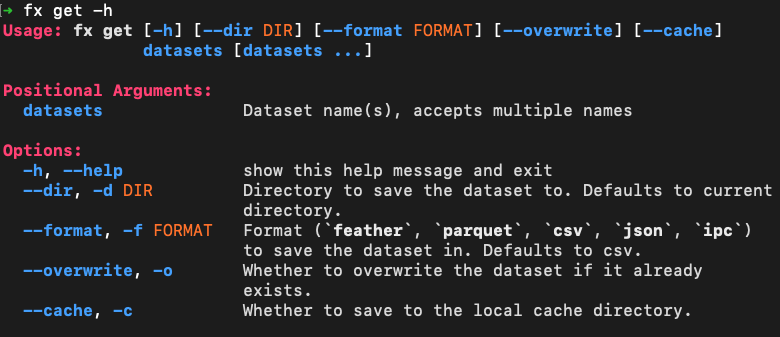 ➜ fx get -h
Usage: fx get [-h] [--dir DIR] [--format FORMAT] [--overwrite] [--cache]
datasets [datasets ...]
Positional Arguments:
datasets Dataset name(s), accepts multiple names
Options:
-h, --help show this help message and exit
--dir, -d DIR Directory to save the dataset to. Defaults to current
directory.
--format, -f FORMAT Format (`feather`, `parquet`, `csv`, `json`, `ipc`)
to save the dataset in. Defaults to csv.
--overwrite, -o Whether to overwrite the dataset if it already
exists.
--cache, -c Whether to save to the local cache directory.